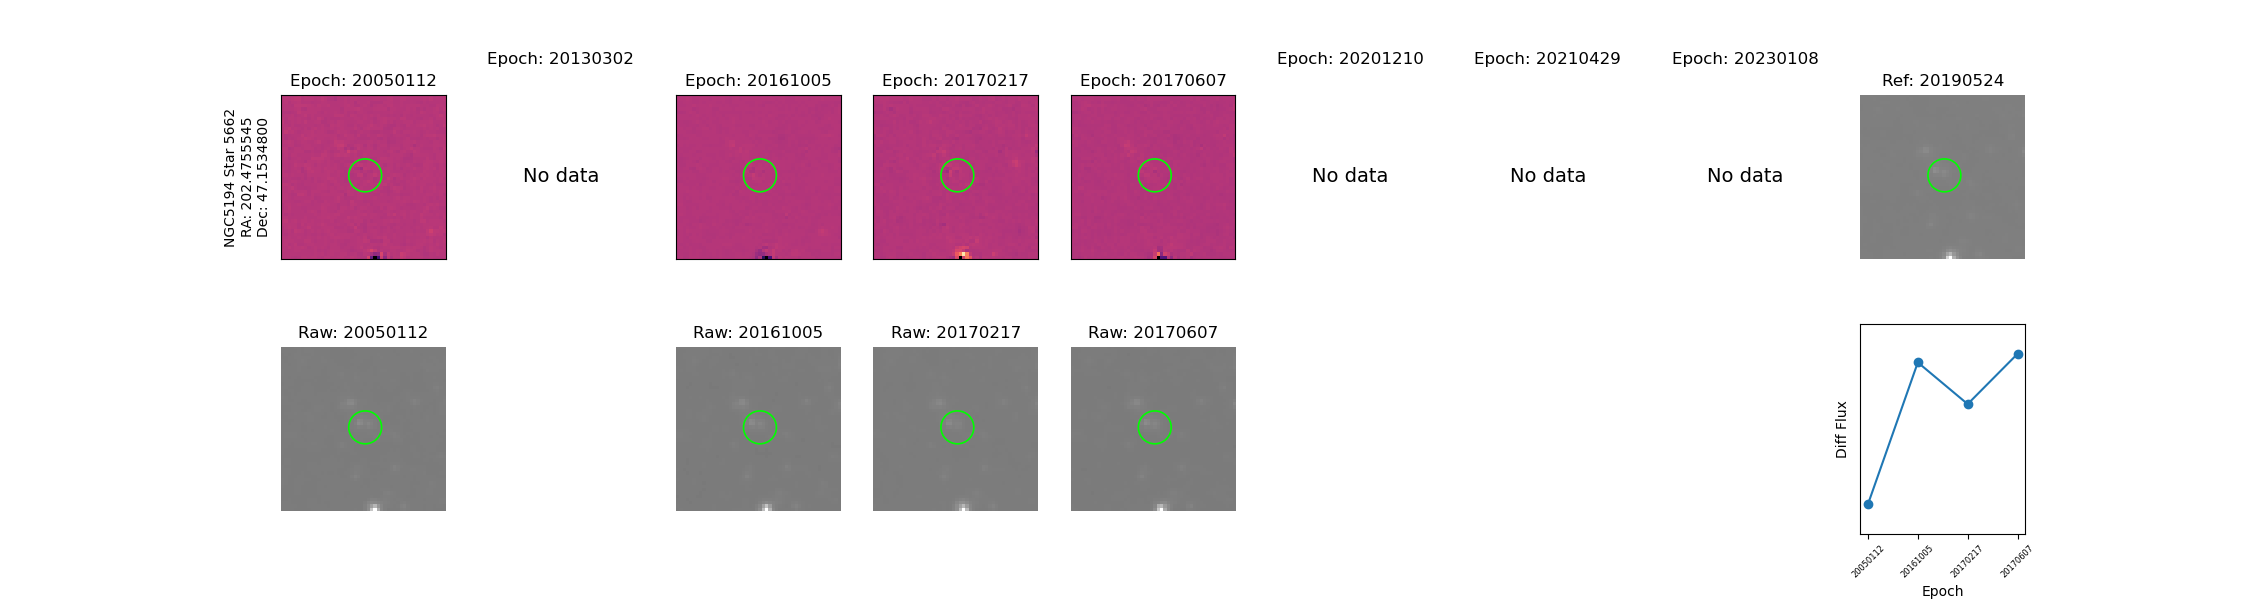 Epoch: 20050112
Epoch: 20130302
Epoch: 20161005
Epoch: 20170217
Epoch: 20170607
Epoch: 20201210
Epoch: 20210429
Epoch: 20230108
Ref: 20190524
NGC5194 Star 5662
RA: 202.4755545
Dec: 47.1534800
No data
No data
No data
No data
Raw: 20050112
Raw: 20161005
Raw: 20170217
Raw: 20170607
Diff Flux
20050112
20161005
20170217
20170607
Epoch